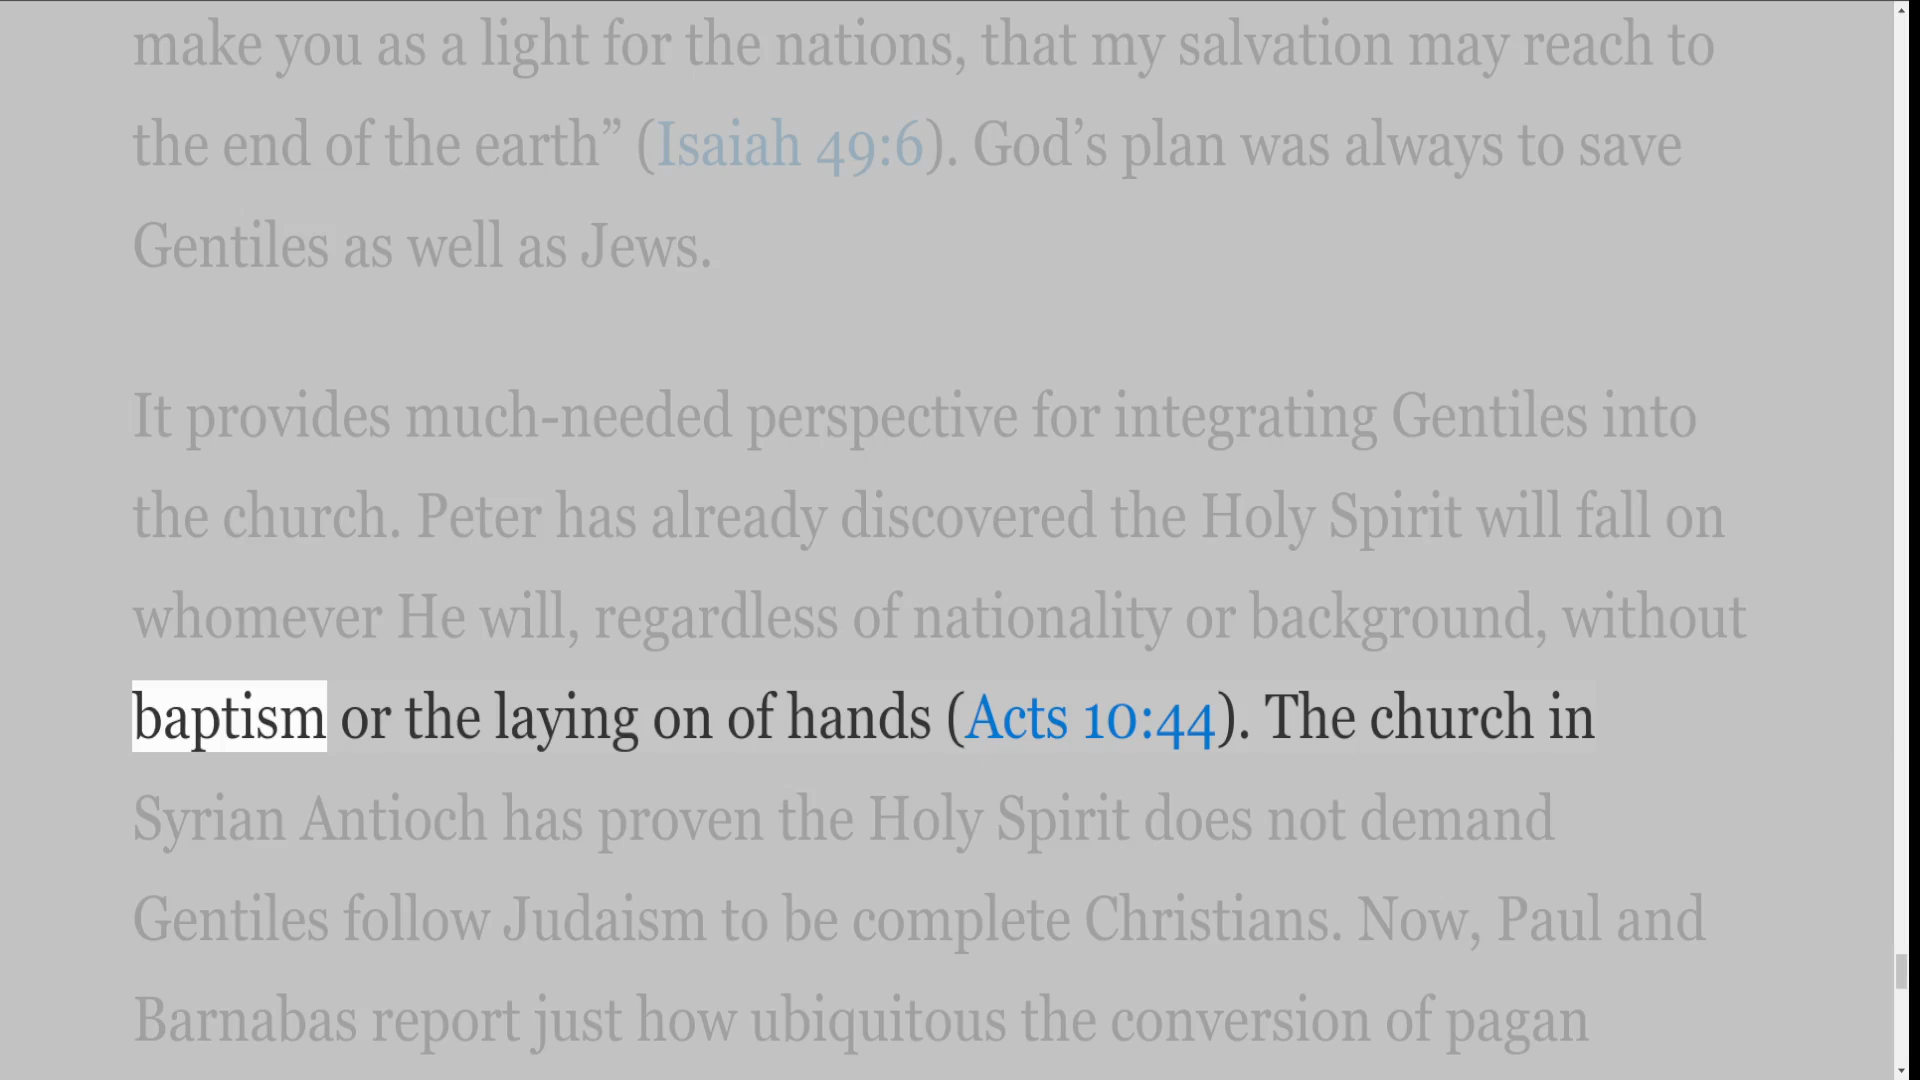 make you as a light for the nations, that my salvation may reach to
the end of the earth” (Isaiah 49:6). God’s plan was always to save
Gentiles as well as Jews.
It provides much-needed perspective for integrating Gentiles into
the church. Peter has already discovered the Holy Spirit will fall on
whomever He will, regardless of nationality or background, without
baptism or the laying on of hands (Acts 10:44). The church in
Syrian Antioch has proven the Holy Spirit does not demand
Gentiles follow Judaism to be complete Christians. Now, Paul and
Barnabas report just how ubiquitous the conversion of pagan